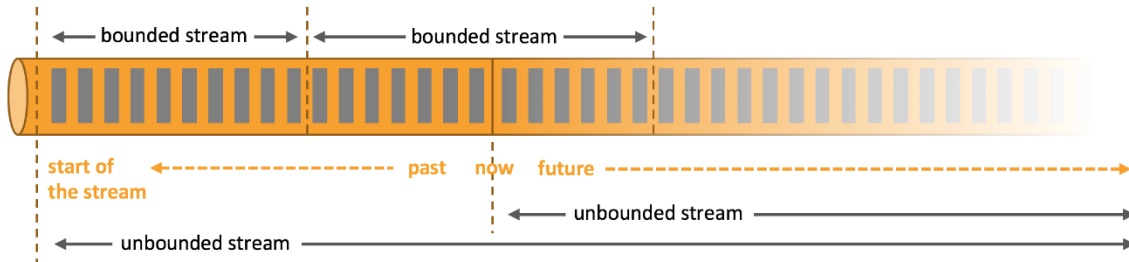 bounded stream
bounded stream
start of
the stream
past
now
future
unbounded stream
unbounded stream